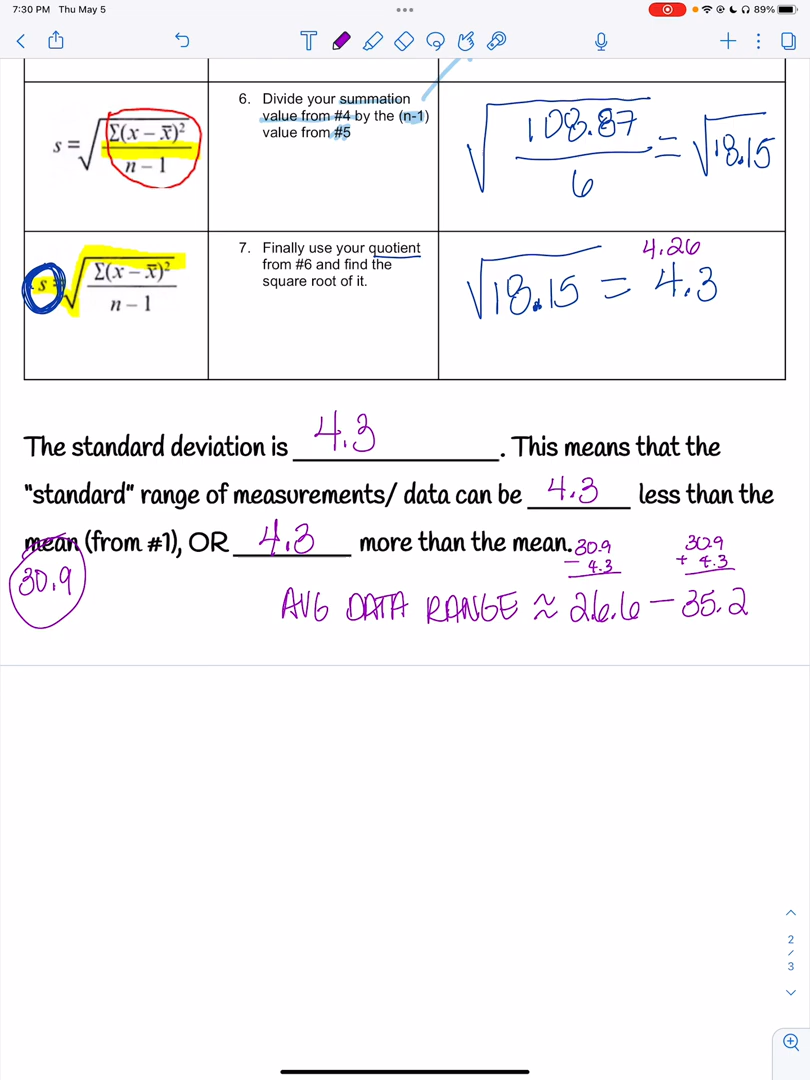 7:30 PM Thu May 5
89%
T
s = √ Σ(x – x̄)² / n – 1
6. Divide your summation
value from #4 by the (n-1)
value from #5
√ 108.87 / 6 = √18.15
s = √ Σ(x – x̄)² / n – 1
7. Finally use your quotient
from #6 and find the
square root of it.
4.26
√18.15 = 4.3
The standard deviation is 4.3. This means that the
"standard" range of measurements/ data can be 4.3 less than the
mean (from #1), OR 4.3 more than the mean.
30.9
30.9
– 4.3
30.9
+ 4.3
AVG DATA RANGE ≈ 26.6 – 35.2
2
/
3